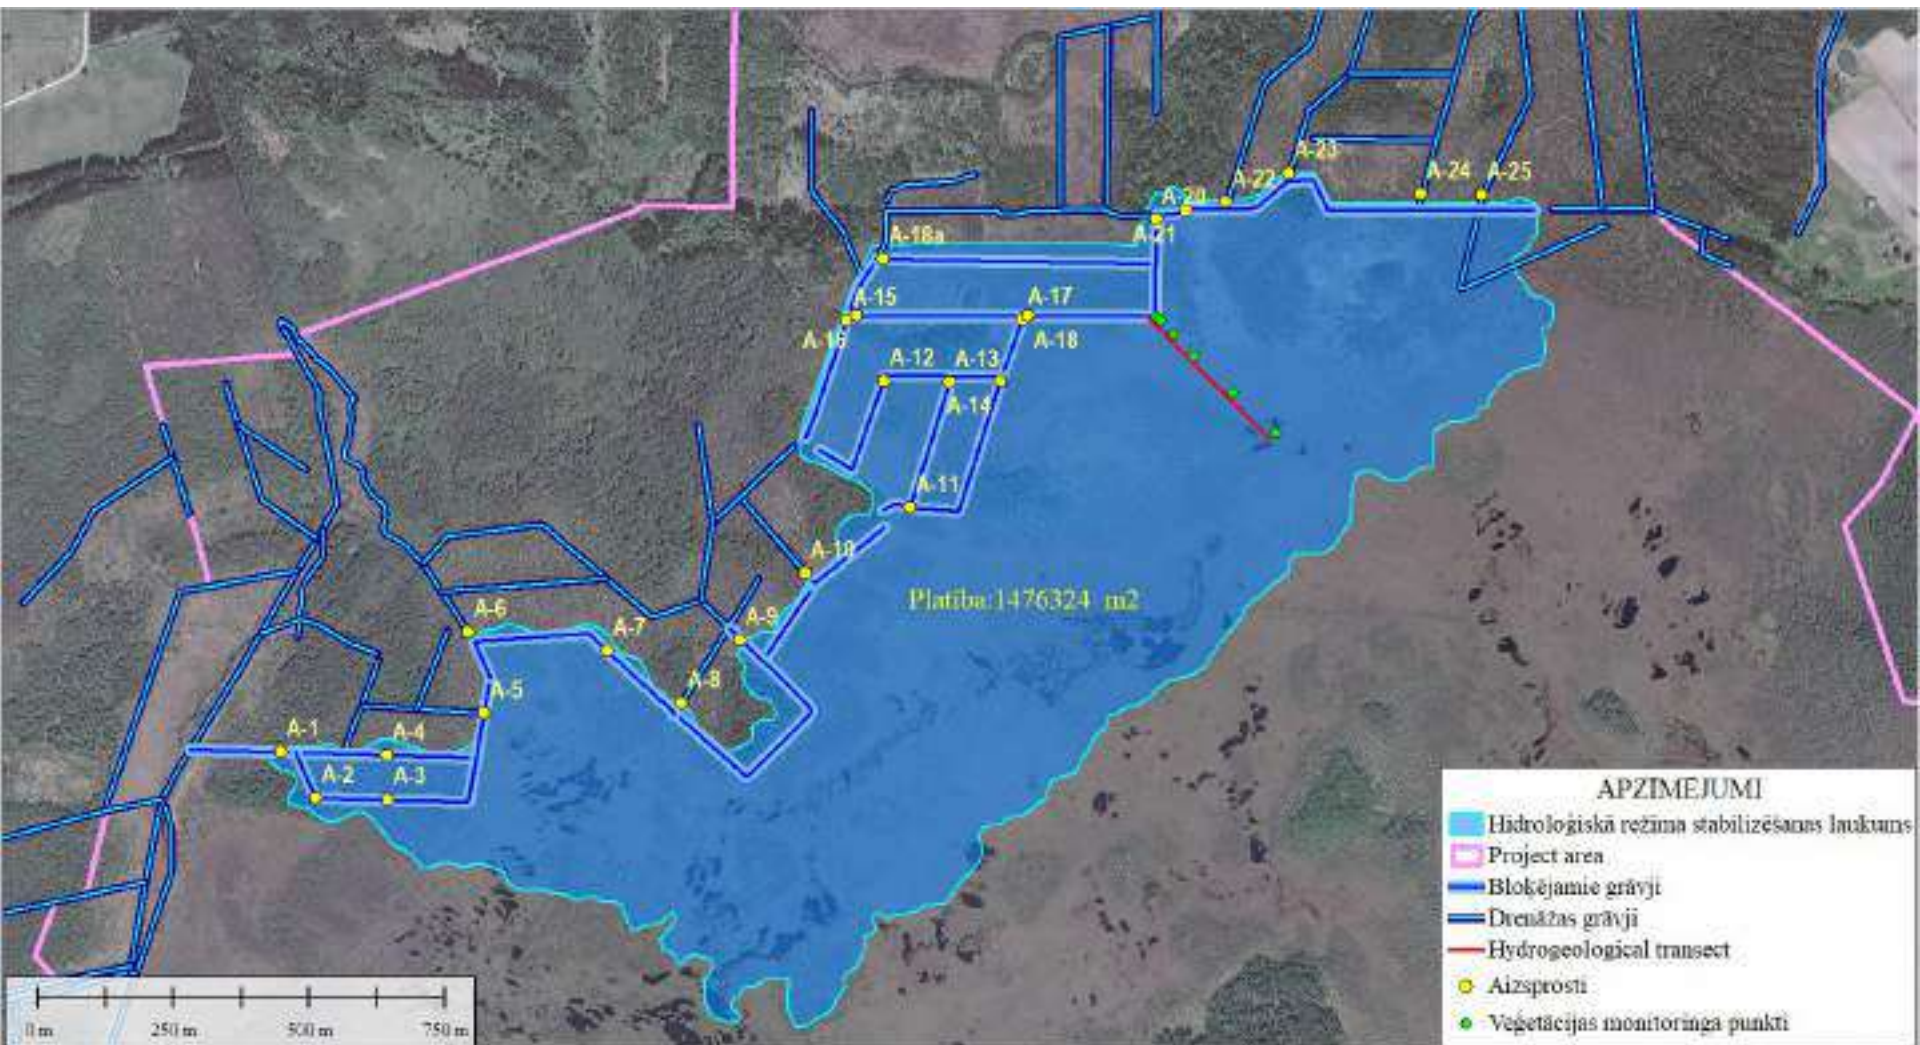 A-23
A-24
A-25
A-22
A-20
A-21
A-18a
A-15
A-17
A-16
A-18
A-12
A-13
A-14
A-11
A-10
Platība:1476324 m2
A-6
A-7
A-9
A-8
A-5
A-1
A-4
A-2
A-3
APZĪMĒJUMI
Hidroloģiskā režīma stabilizēšanas laukums
Project area
Bloķējamie grāvji
Drenāžas grāvji
Hydrogeological transect
Aizsprosti
Veģetācijas monitoringa punkti
0 m 250 m 500 m 750 m